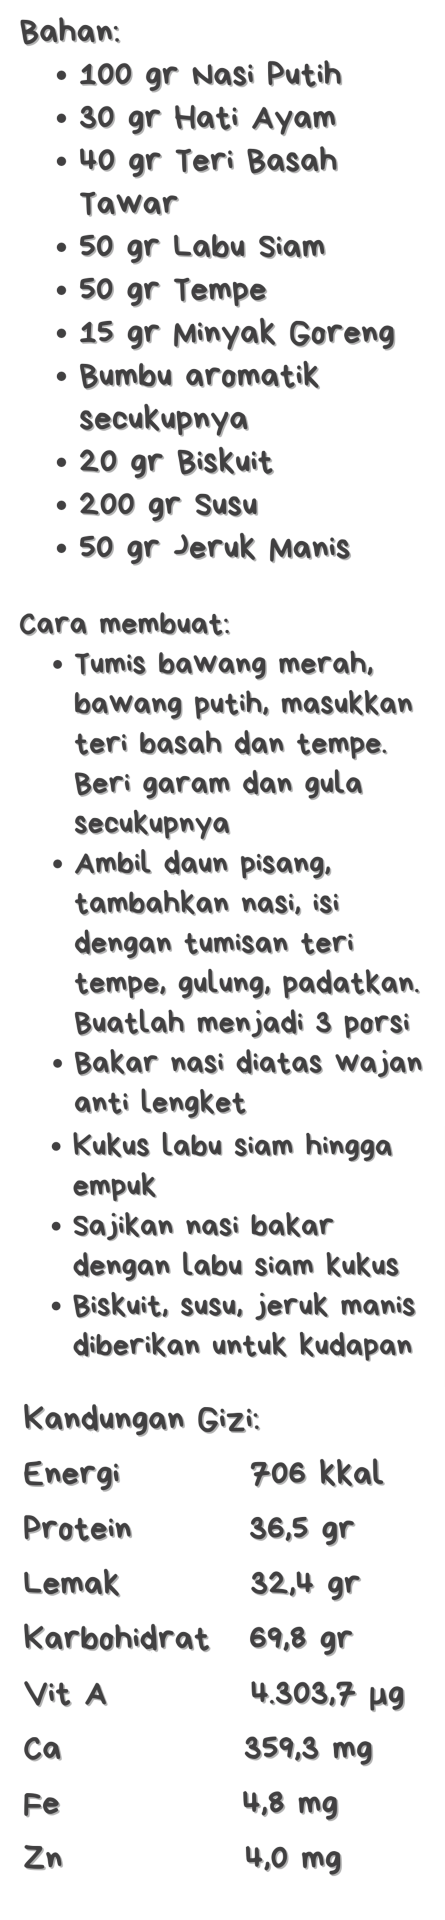 Bahan:
• 100 gr Nasi Putih
• 30 gr Hati Ayam
• 40 gr Teri Basah
Tawar
• 50 gr Labu Siam
• 50 gr Tempe
• 15 gr Minyak Goreng
• Bumbu aromatik
secukupnya
• 20 gr Biskuit
• 200 gr Susu
• 50 gr Jeruk Manis
Cara membuat:
• Tumis bawang merah,
bawang putih, masukkan
teri basah dan tempe.
Beri garam dan gula
secukupnya
• Ambil daun pisang,
tambahkan nasi, isi
dengan tumisan teri
tempe, gulung, padatkan.
Buatlah menjadi 3 porsi
• Bakar nasi diatas wajan
anti lengket
• Kukus labu siam hingga
empuk
• Sajikan nasi bakar
dengan labu siam kukus
• Biskuit, susu, jeruk manis
diberikan untuk kudapan
Kandungan Gizi:
Energi 706 kkal
Protein 36,5 gr
Lemak 32,4 gr
Karbohidrat 69,8 gr
Vit A 4.303,7 µg
Ca 359,3 mg
Fe 4,8 mg
Zn 4,0 mg